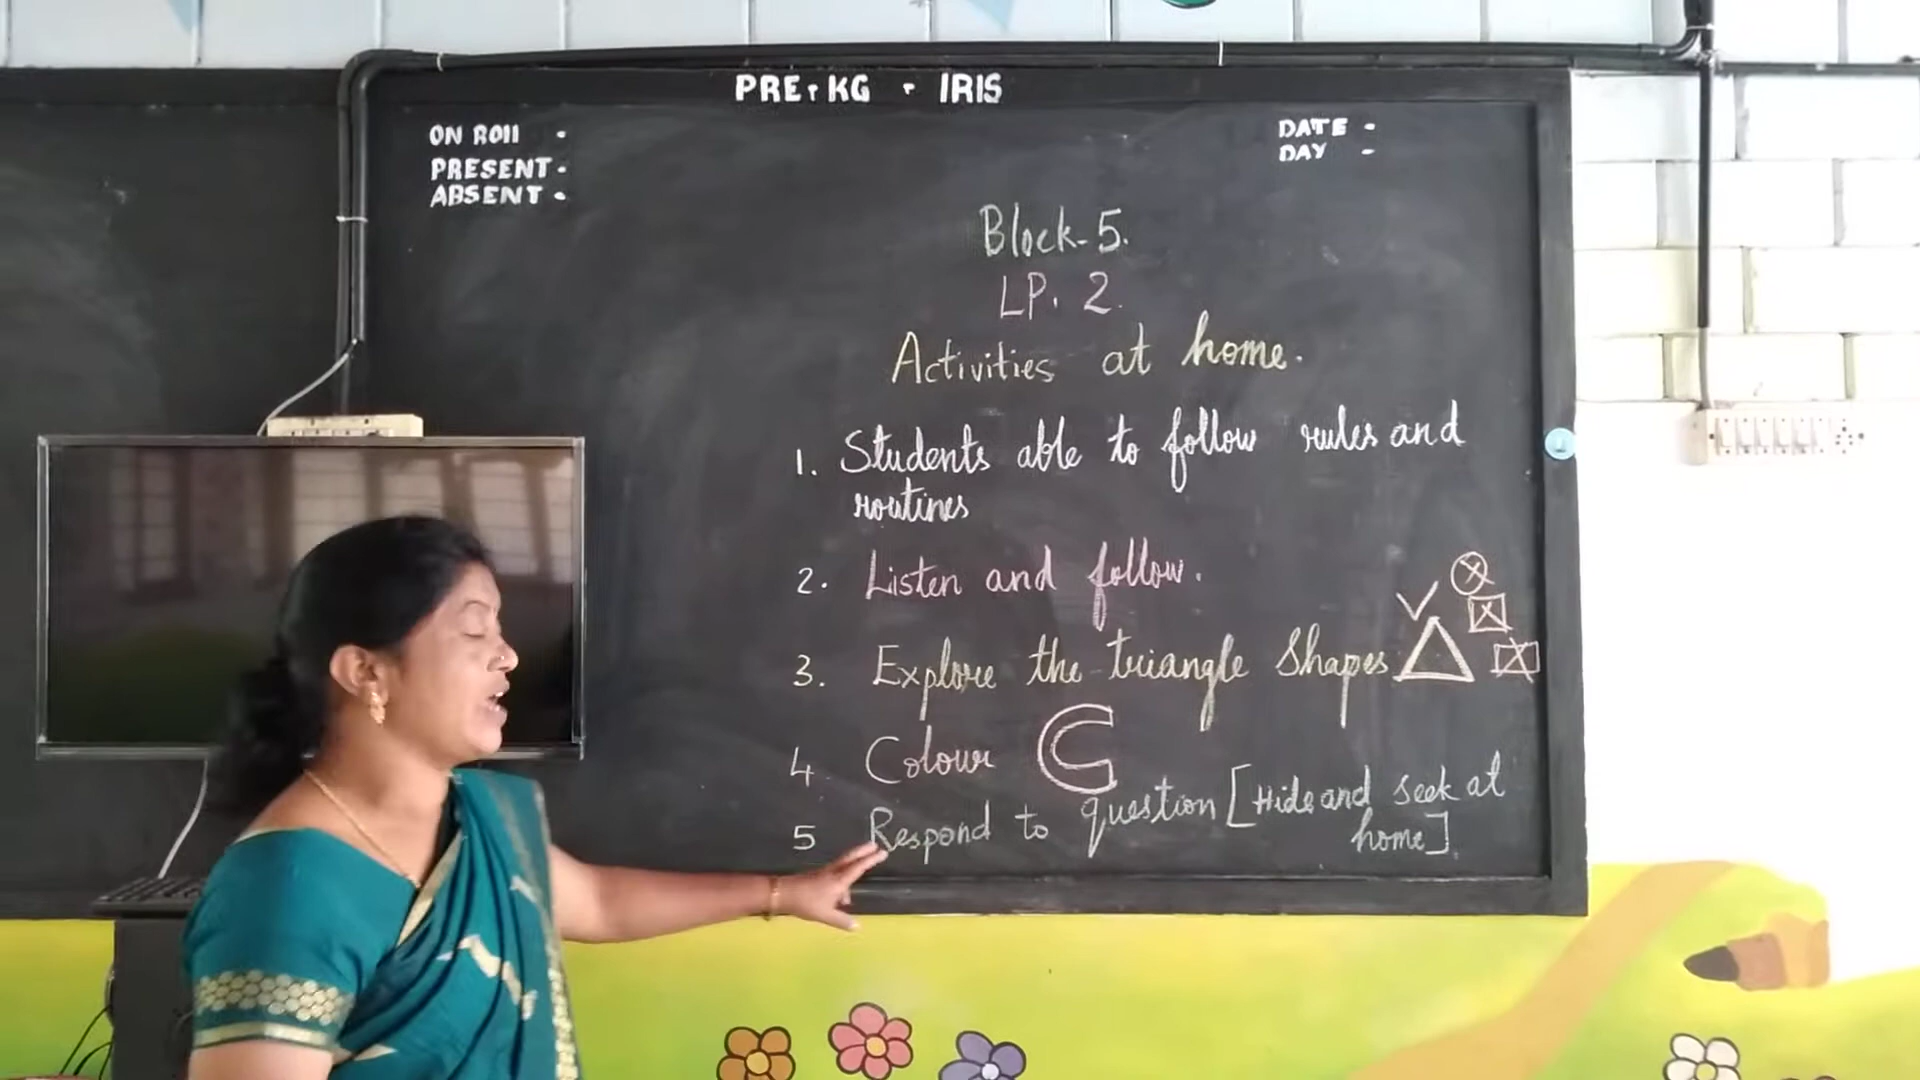 PRE-KG - IRIS
ON ROll -
PRESENT -
ABSENT -
DATE -
DAY -
Block-5.
LP. 2.
Activities at home.
1. Students able to follow rules and
routines
2. Listen and follow.
3. Explore the triangle Shapes
4 Colour C
5 Respond to question [Hide and seek at
home].